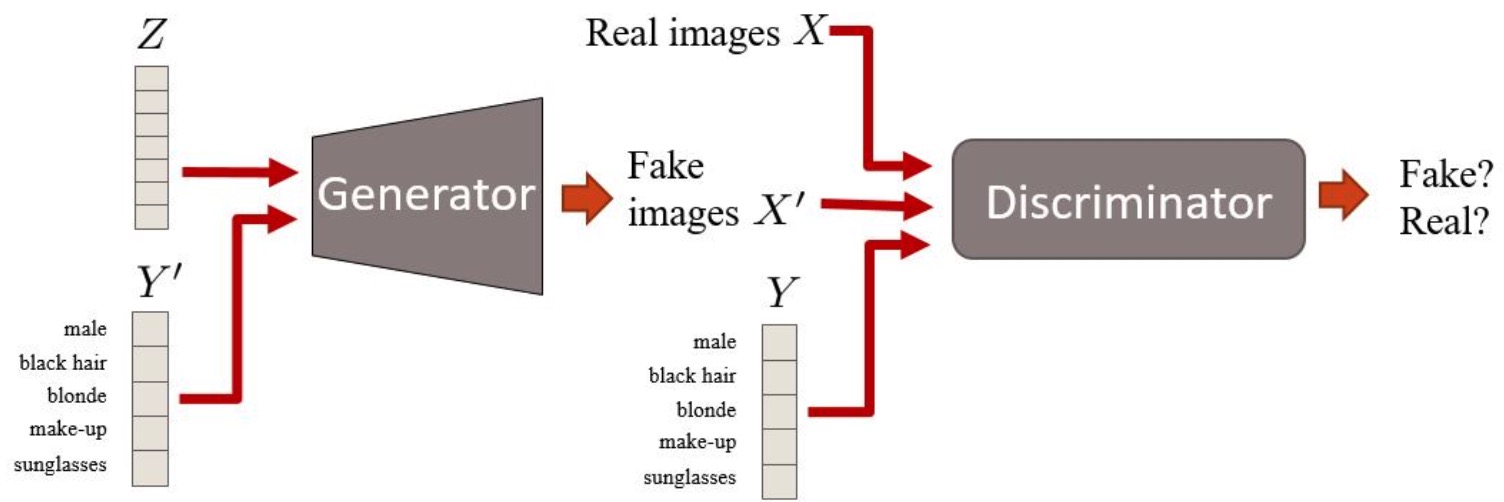 Z
Generator
Y'
male
black hair
blonde
make-up
sunglasses
Fake
images X'
Real images X
Y
male
black hair
blonde
make-up
sunglasses
Discriminator
Fake?
Real?